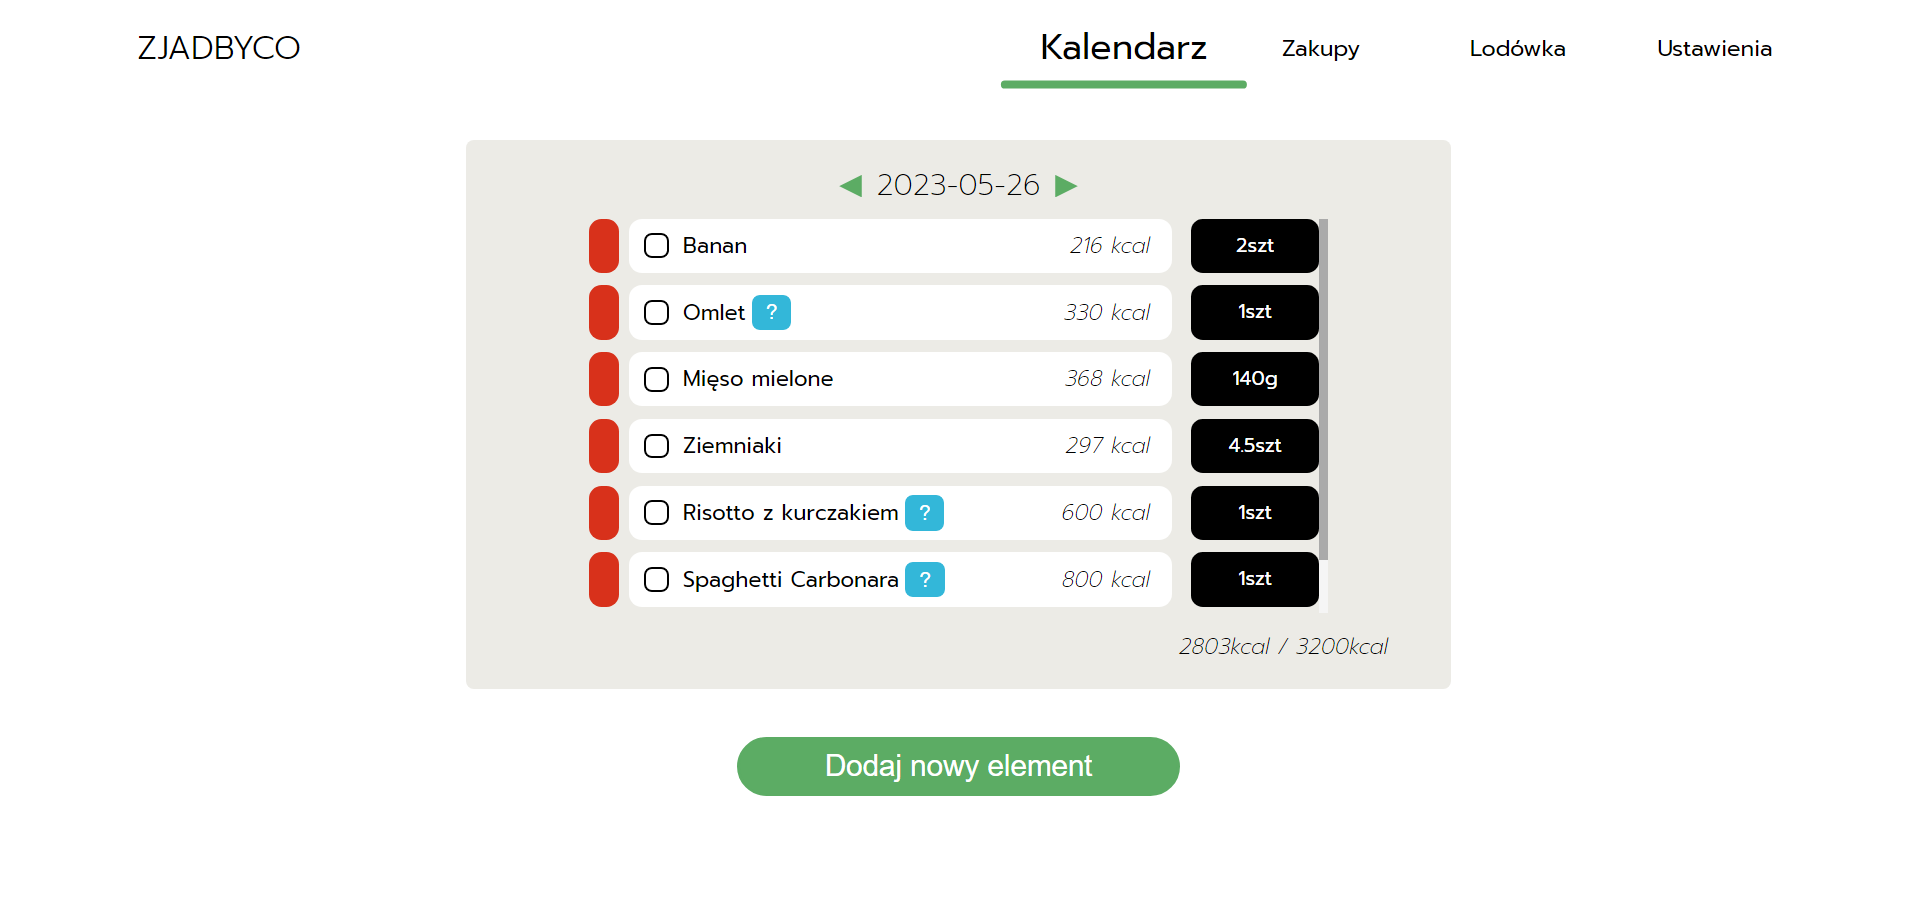 ZJADBYCO Kalendarz Zakupy Lodówka Ustawienia
◀ 2023-05-26 ▶
Banan 216 kcal 2szt
Omlet ? 330 kcal 1szt
Mięso mielone 368 kcal 140g
Ziemniaki 297 kcal 4.5szt
Risotto z kurczakiem ? 600 kcal 1szt
Spaghetti Carbonara ? 800 kcal 1szt
2803kcal / 3200kcal
Dodaj nowy element